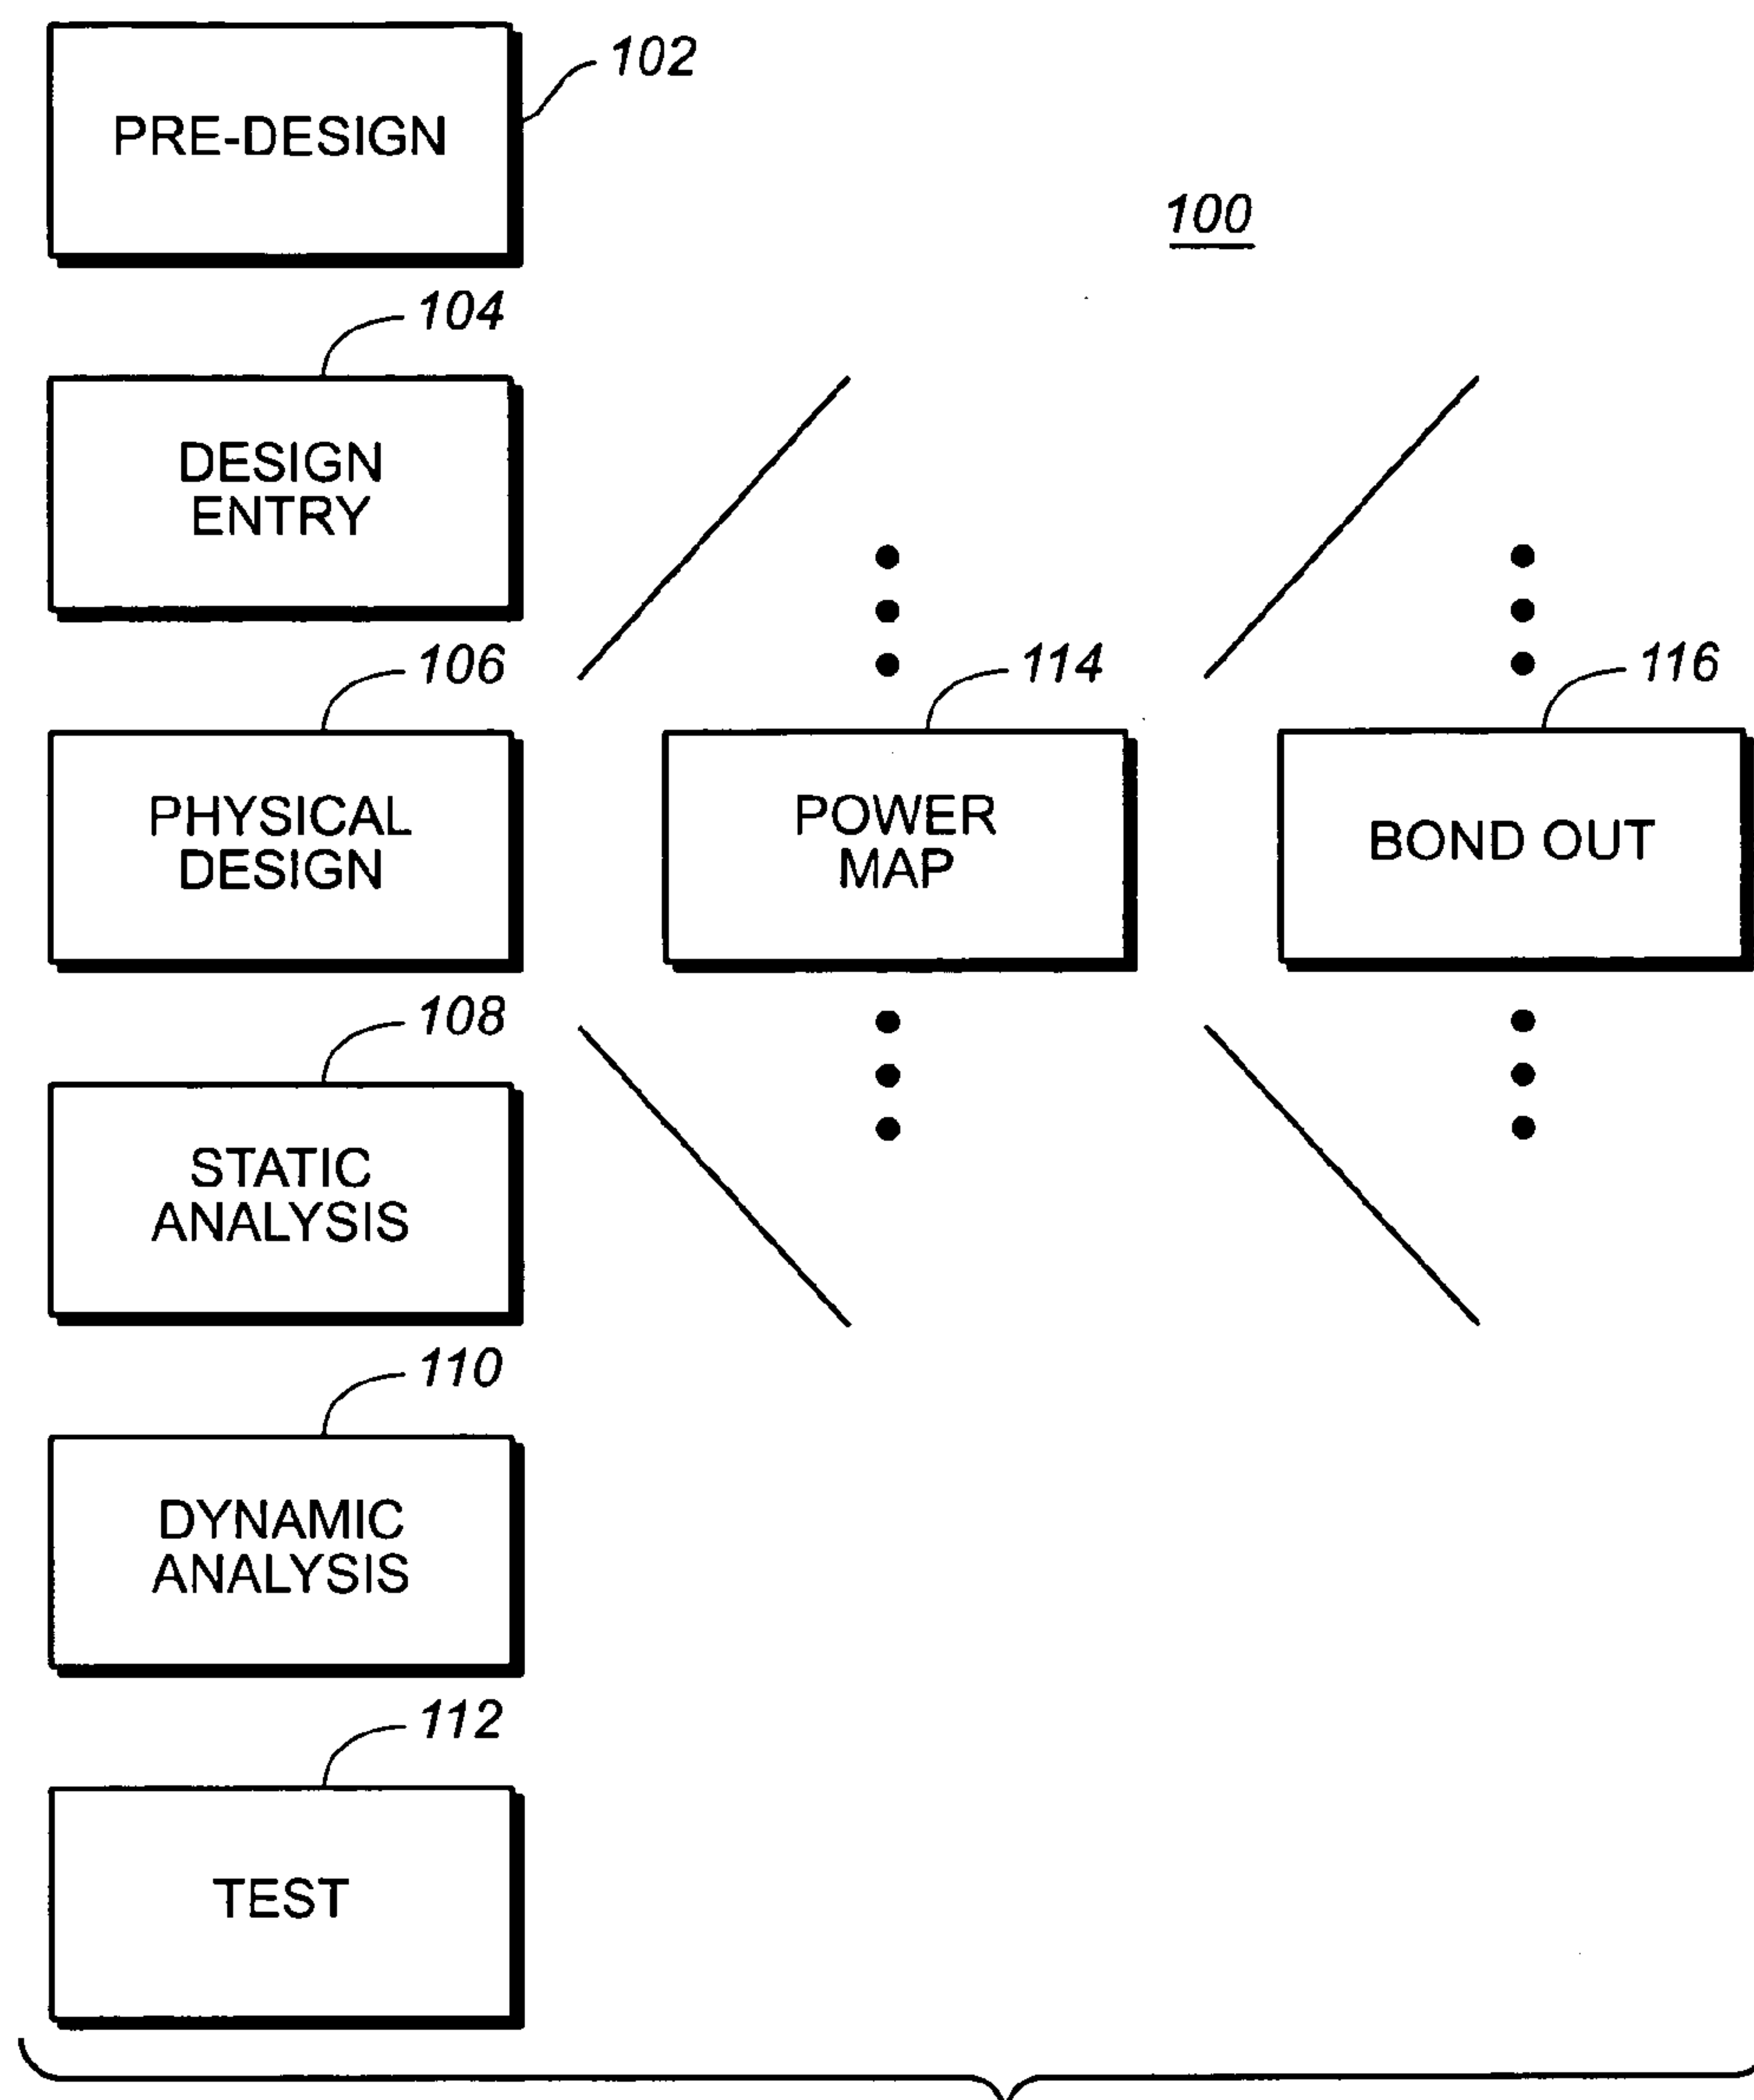 102
PRE-DESIGN
100
104
DESIGN
ENTRY
106
114
116
PHYSICAL
DESIGN
POWER
MAP
BOND OUT
108
STATIC
ANALYSIS
110
DYNAMIC
ANALYSIS
112
TEST